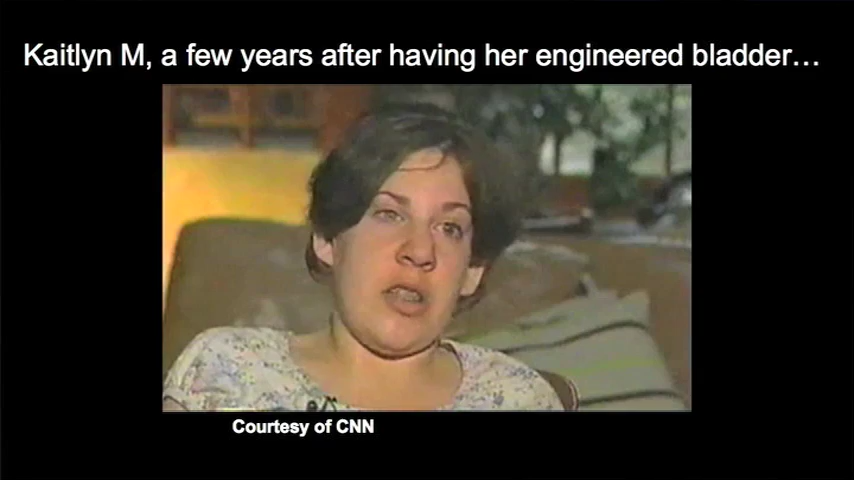 Kaitlyn M, a few years after having her engineered bladder…
Courtesy of CNN